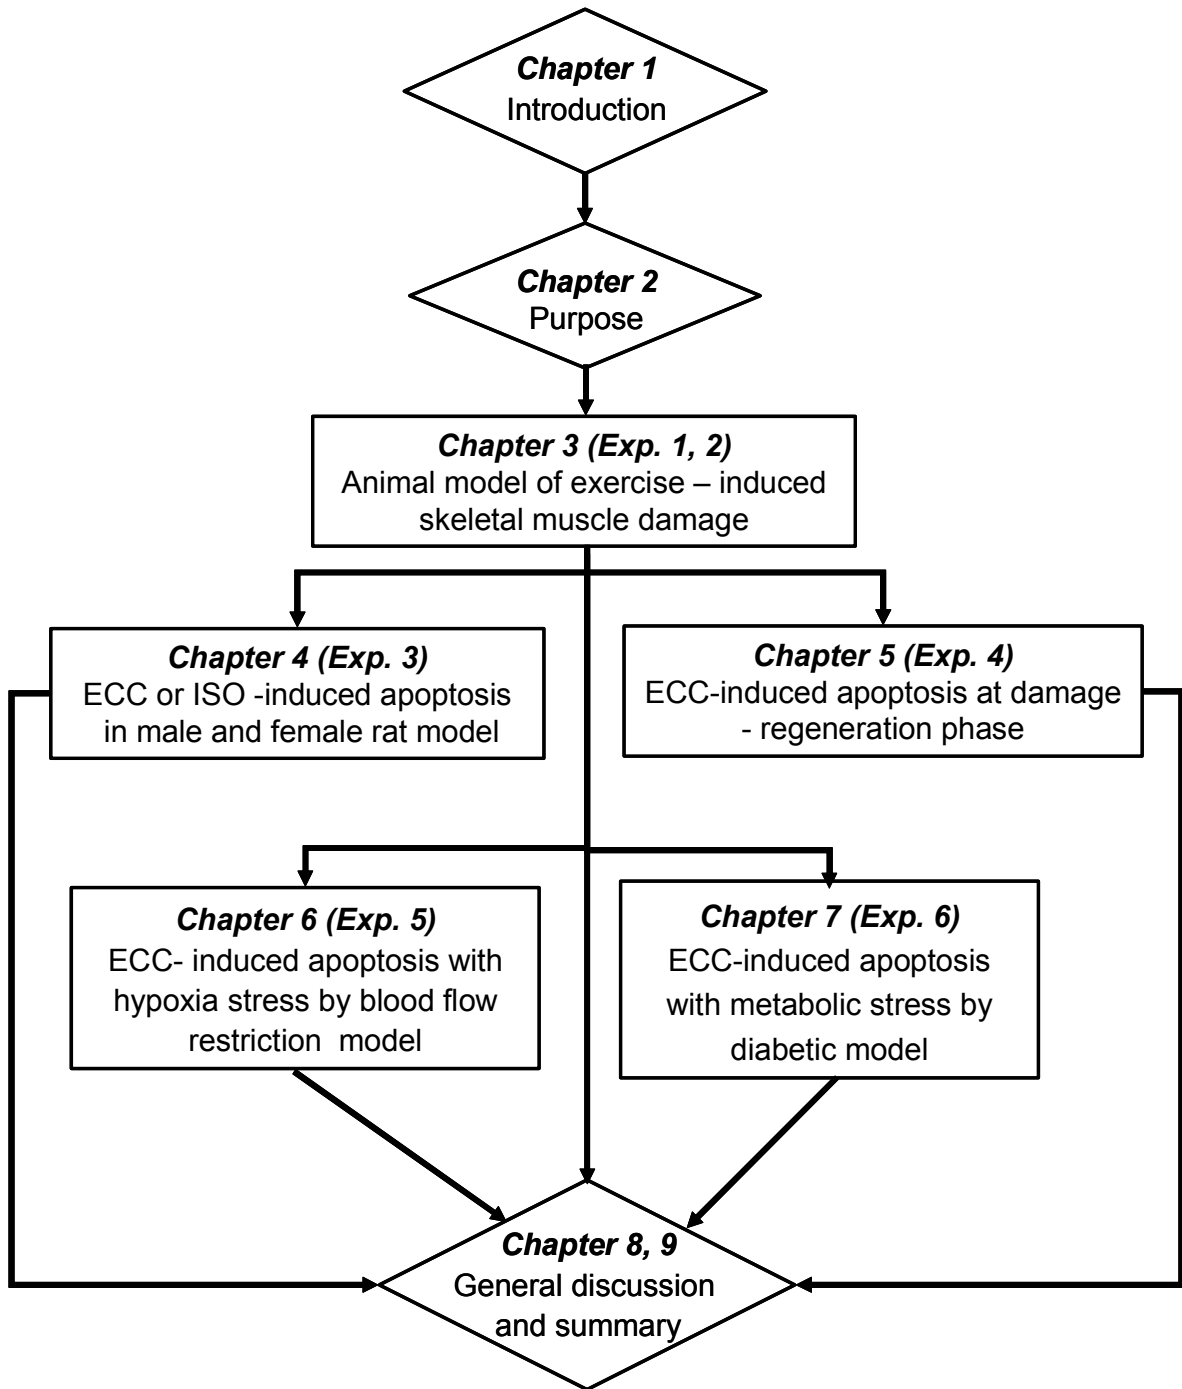 Chapter 1
Introduction
Chapter 2
Purpose
Chapter 3 (Exp. 1, 2)
Animal model of exercise – induced
skeletal muscle damage
Chapter 4 (Exp. 3)
ECC or ISO -induced apoptosis
in male and female rat model
Chapter 5 (Exp. 4)
ECC-induced apoptosis at damage
- regeneration phase
Chapter 6 (Exp. 5)
ECC- induced apoptosis with
hypoxia stress by blood flow
restriction model
Chapter 7 (Exp. 6)
ECC-induced apoptosis
with metabolic stress by
diabetic model
Chapter 8, 9
General discussion
and summary